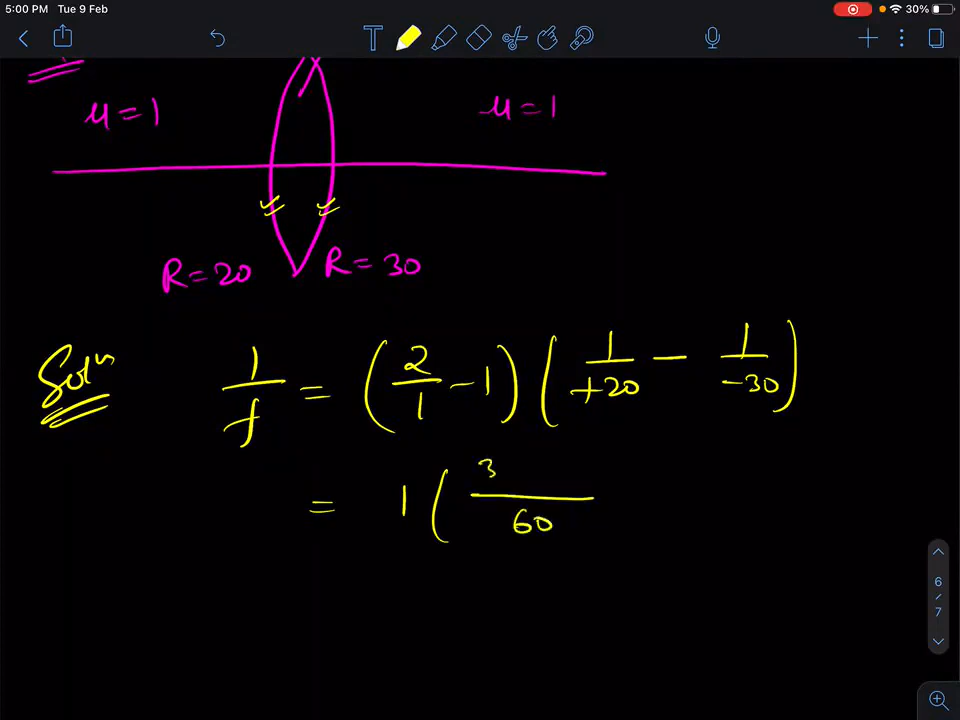 5:00 PM Tue 9 Feb
30%
μ = 1
μ = 1
R = 20
R = 30
Solⁿ
1/f = (2/1 - 1) (1/+20 - 1/-30)
= 1 ( 3 / 60
6
/
7